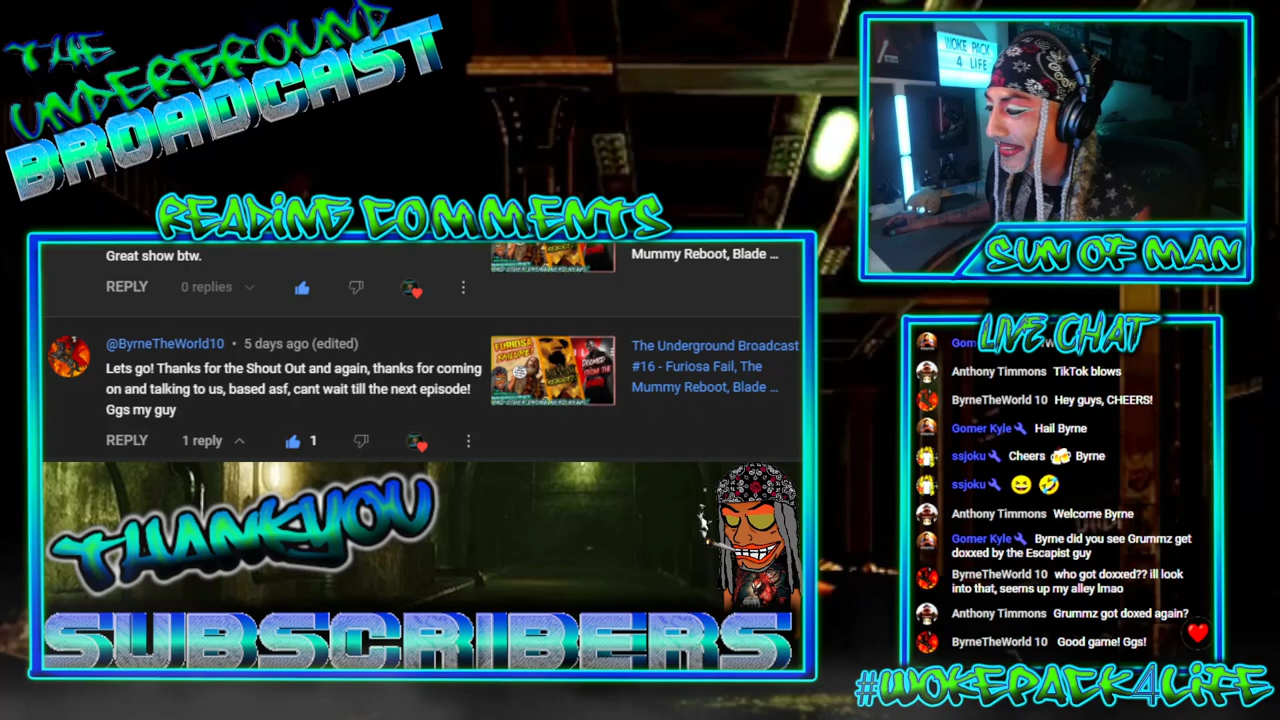 THE
UNDERGROUND
BROADCAST
WOKE PACK
4 LIFE
READING COMMENTS
Great show btw.
Mummy Reboot, Blade ...
REPLY 0 replies
SUN OF MAN
@ByrneTheWorld10 • 5 days ago (edited)
Lets go! Thanks for the Shout Out and again, thanks for coming
on and talking to us, based asf, cant wait till the next episode!
Ggs my guy
FURIOSA
FAILURE!
The Underground Broadcast
#16 - Furiosa Fail, The
Mummy Reboot, Blade ...
REPLY 1 reply 1
THANKYOU
SUBSCRIBERS
LIVE CHAT
Gom
Anthony Timmons TikTok blows
ByrneTheWorld 10 Hey guys, CHEERS!
Gomer Kyle Hail Byrne
ssjoku Cheers 🍻 Byrne
ssjoku 😆 🤣
Anthony Timmons Welcome Byrne
Gomer Kyle Byrne did you see Grummz get
doxxed by the Escapist guy
ByrneTheWorld 10 who got doxxed?? ill look
into that, seems up my alley lmao
Anthony Timmons Grummz got doxed again?
ByrneTheWorld 10 Good game! Ggs!
#WOKEPACK4LIFE